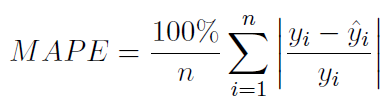 MAPE = \frac{100\%}{n} \sum_{i=1}^{n} \left| \frac{y_i - \hat{y}_i}{y_i} \right|